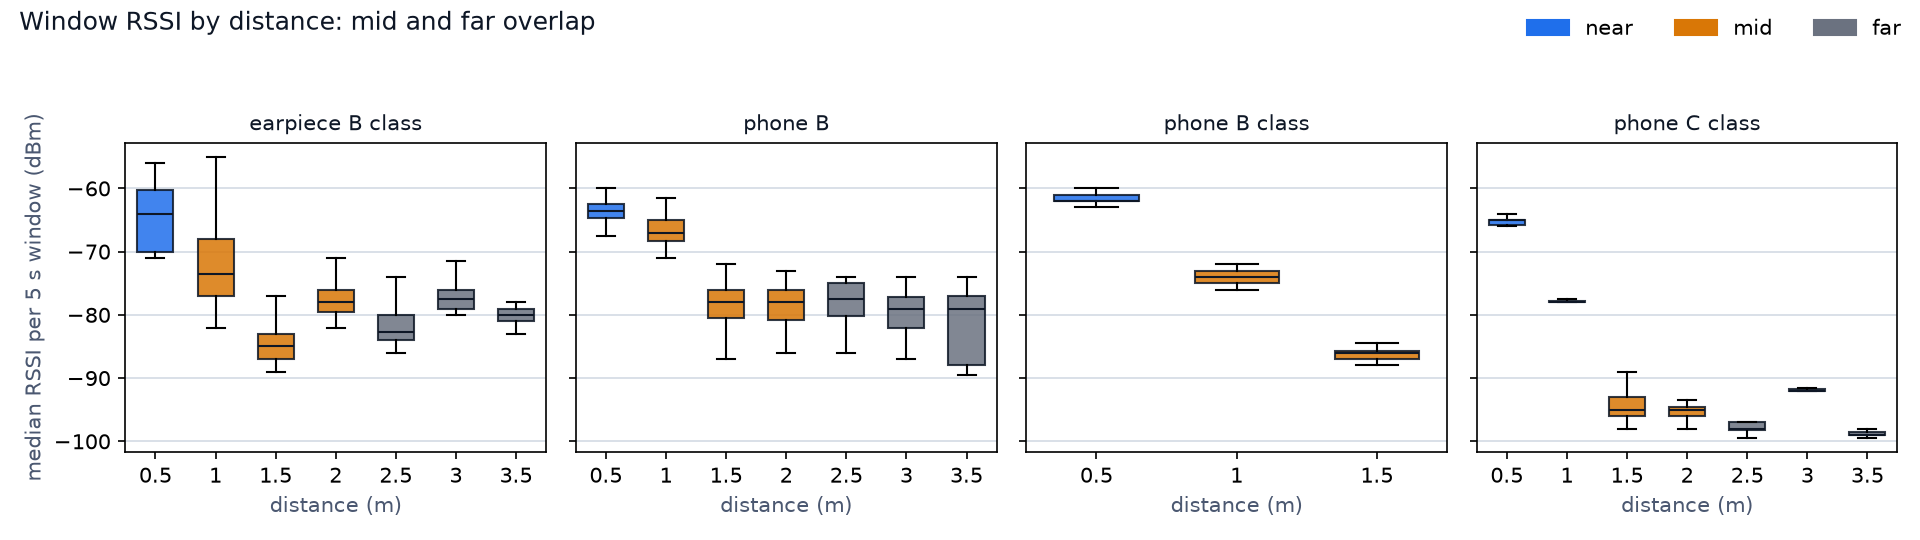 Window RSSI by distance: mid and far overlap
near
mid
far
median RSSI per 5 s window (dBm)
earpiece B class
−60
−70
−80
−90
−100
0.5 1 1.5 2 2.5 3 3.5
distance (m)
phone B
0.5 1 1.5 2 2.5 3 3.5
distance (m)
phone B class
0.5 1 1.5
distance (m)
phone C class
0.5 1 1.5 2 2.5 3 3.5
distance (m)